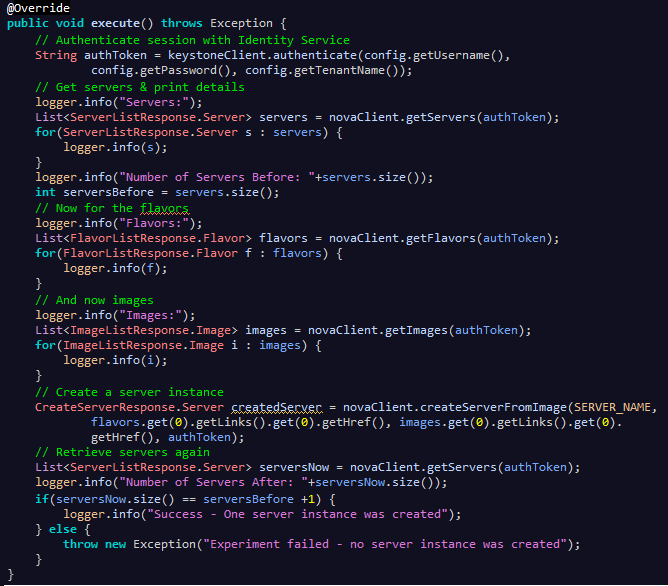 @Override
public void execute() throws Exception {
// Authenticate session with Identity Service
String authToken = keystoneClient.authenticate(config.getUsername(),
config.getPassword(), config.getTenantName());
// Get servers & print details
logger.info("Servers:");
List<ServerListResponse.Server> servers = novaClient.getServers(authToken);
for(ServerListResponse.Server s : servers) {
logger.info(s);
}
logger.info("Number of Servers Before: "+servers.size());
int serversBefore = servers.size();
// Now for the flavors
logger.info("Flavors:");
List<FlavorListResponse.Flavor> flavors = novaClient.getFlavors(authToken);
for(FlavorListResponse.Flavor f : flavors) {
logger.info(f);
}
// And now images
logger.info("Images:");
List<ImageListResponse.Image> images = novaClient.getImages(authToken);
for(ImageListResponse.Image i : images) {
logger.info(i);
}
// Create a server instance
CreateServerResponse.Server createdServer = novaClient.createServerFromImage(SERVER_NAME,
flavors.get(0).getLinks().get(0).getHref(), images.get(0).getLinks().get(0).
getHref(), authToken);
// Retrieve servers again
List<ServerListResponse.Server> serversNow = novaClient.getServers(authToken);
logger.info("Number of Servers After: "+serversNow.size());
if(serversNow.size() == serversBefore +1) {
logger.info("Success - One server instance was created");
} else {
throw new Exception("Experiment failed - no server instance was created");
}
}